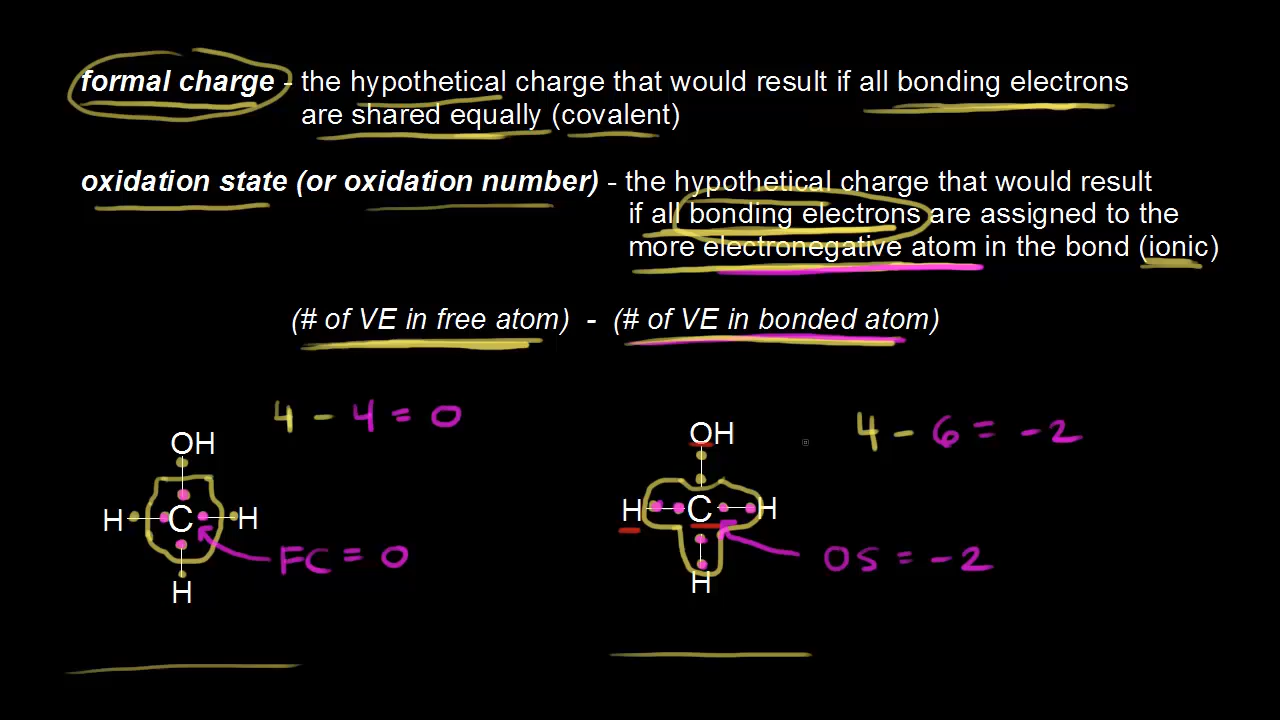 formal charge - the hypothetical charge that would result if all bonding electrons
are shared equally (covalent)
oxidation state (or oxidation number) - the hypothetical charge that would result
if all bonding electrons are assigned to the
more electronegative atom in the bond (ionic)
(# of VE in free atom) - (# of VE in bonded atom)
4 - 4 = 0
4 - 6 = -2
OH
H C H
H
FC = 0
OH
H C H
H
OS = -2